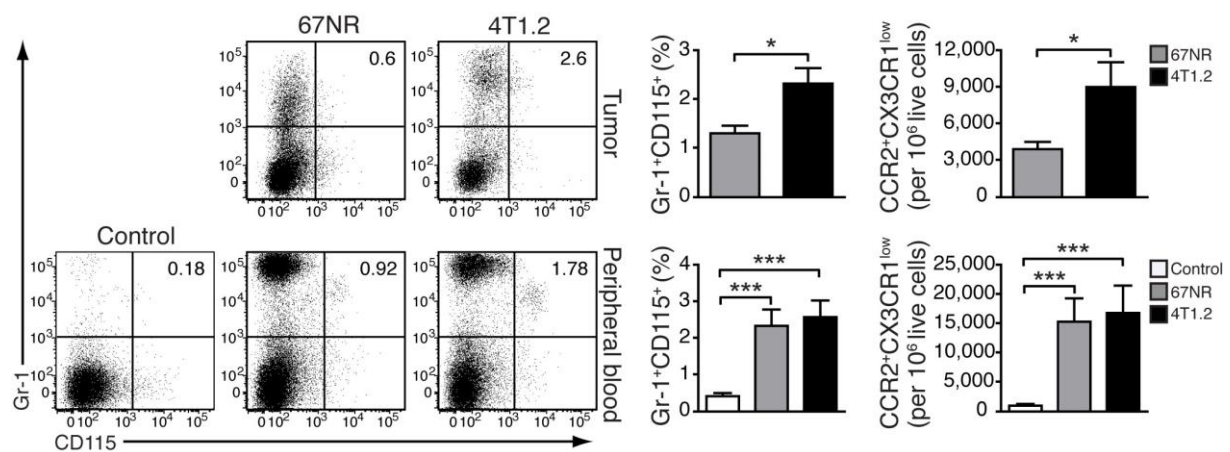 67NR
4T1.2
Gr-1
10⁵
10⁴
10³
10²
0
0.6
0 10² 10³ 10⁴ 10⁵
10⁵
10⁴
10³
10²
0
2.6
0 10² 10³ 10⁴ 10⁵
Tumor
Gr-1⁺CD115⁺ (%)
3
2
1
0
*
CCR2⁺CX3CR1ˡᵒʷ
(per 10⁶ live cells)
12,000
9,000
6,000
3,000
0
*
67NR
4T1.2
Control
10⁵
10⁴
10³
10²
0
0.18
0 10² 10³ 10⁴ 10⁵
10⁵
10⁴
10³
10²
0
0.92
0 10² 10³ 10⁴ 10⁵
10⁵
10⁴
10³
10²
0
1.78
0 10² 10³ 10⁴ 10⁵
Peripheral blood
CD115
Gr-1⁺CD115⁺ (%)
4
3
2
1
0
***
***
CCR2⁺CX3CR1ˡᵒʷ
(per 10⁶ live cells)
25,000
20,000
15,000
10,000
5,000
0
***
***
Control
67NR
4T1.2